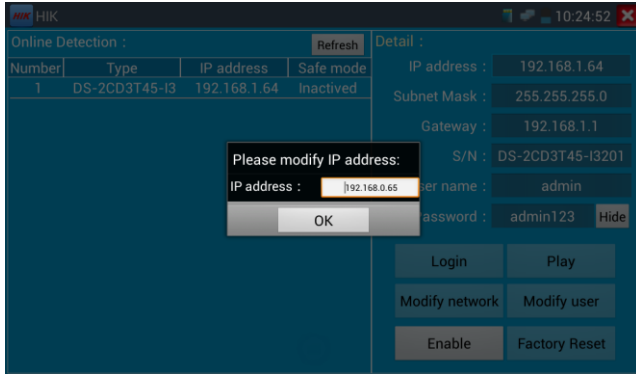 HIK HIK 10:24:52
Online Detection :
Refresh
Number Type IP address Safe mode
1 DS-2CD3T45-I3 192.168.1.64 Inactived
Detail :
IP address : 192.168.1.64
Subnet Mask : 255.255.255.0
Gateway : 192.168.1.1
S/N : DS-2CD3T45-I3201
ser name : admin
assword : admin123 Hide
Login Play
Modify network Modify user
Enable Factory Reset
Please modify IP address:
IP address : 192.168.0.65
OK